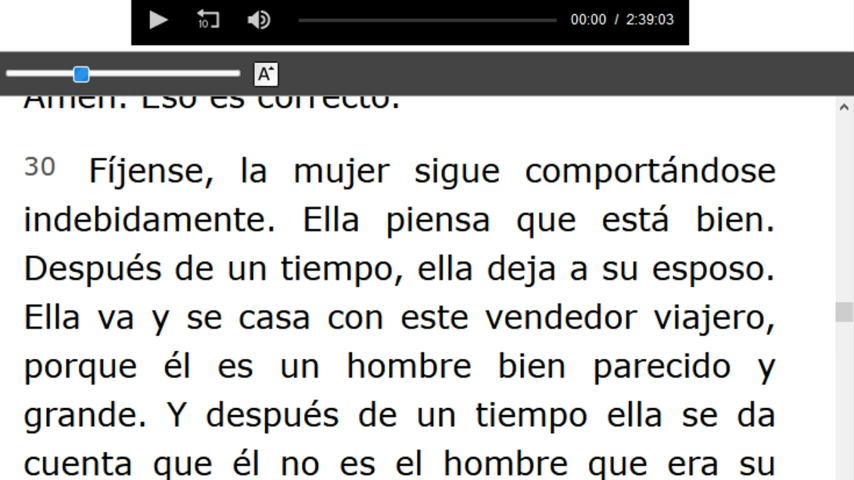 10
00:00 / 2:39:03
A
Amén. Eso es correcto.
30 Fíjense, la mujer sigue comportándose
indebidamente. Ella piensa que está bien.
Después de un tiempo, ella deja a su esposo.
Ella va y se casa con este vendedor viajero,
porque él es un hombre bien parecido y
grande. Y después de un tiempo ella se da
cuenta que él no es el hombre que era su